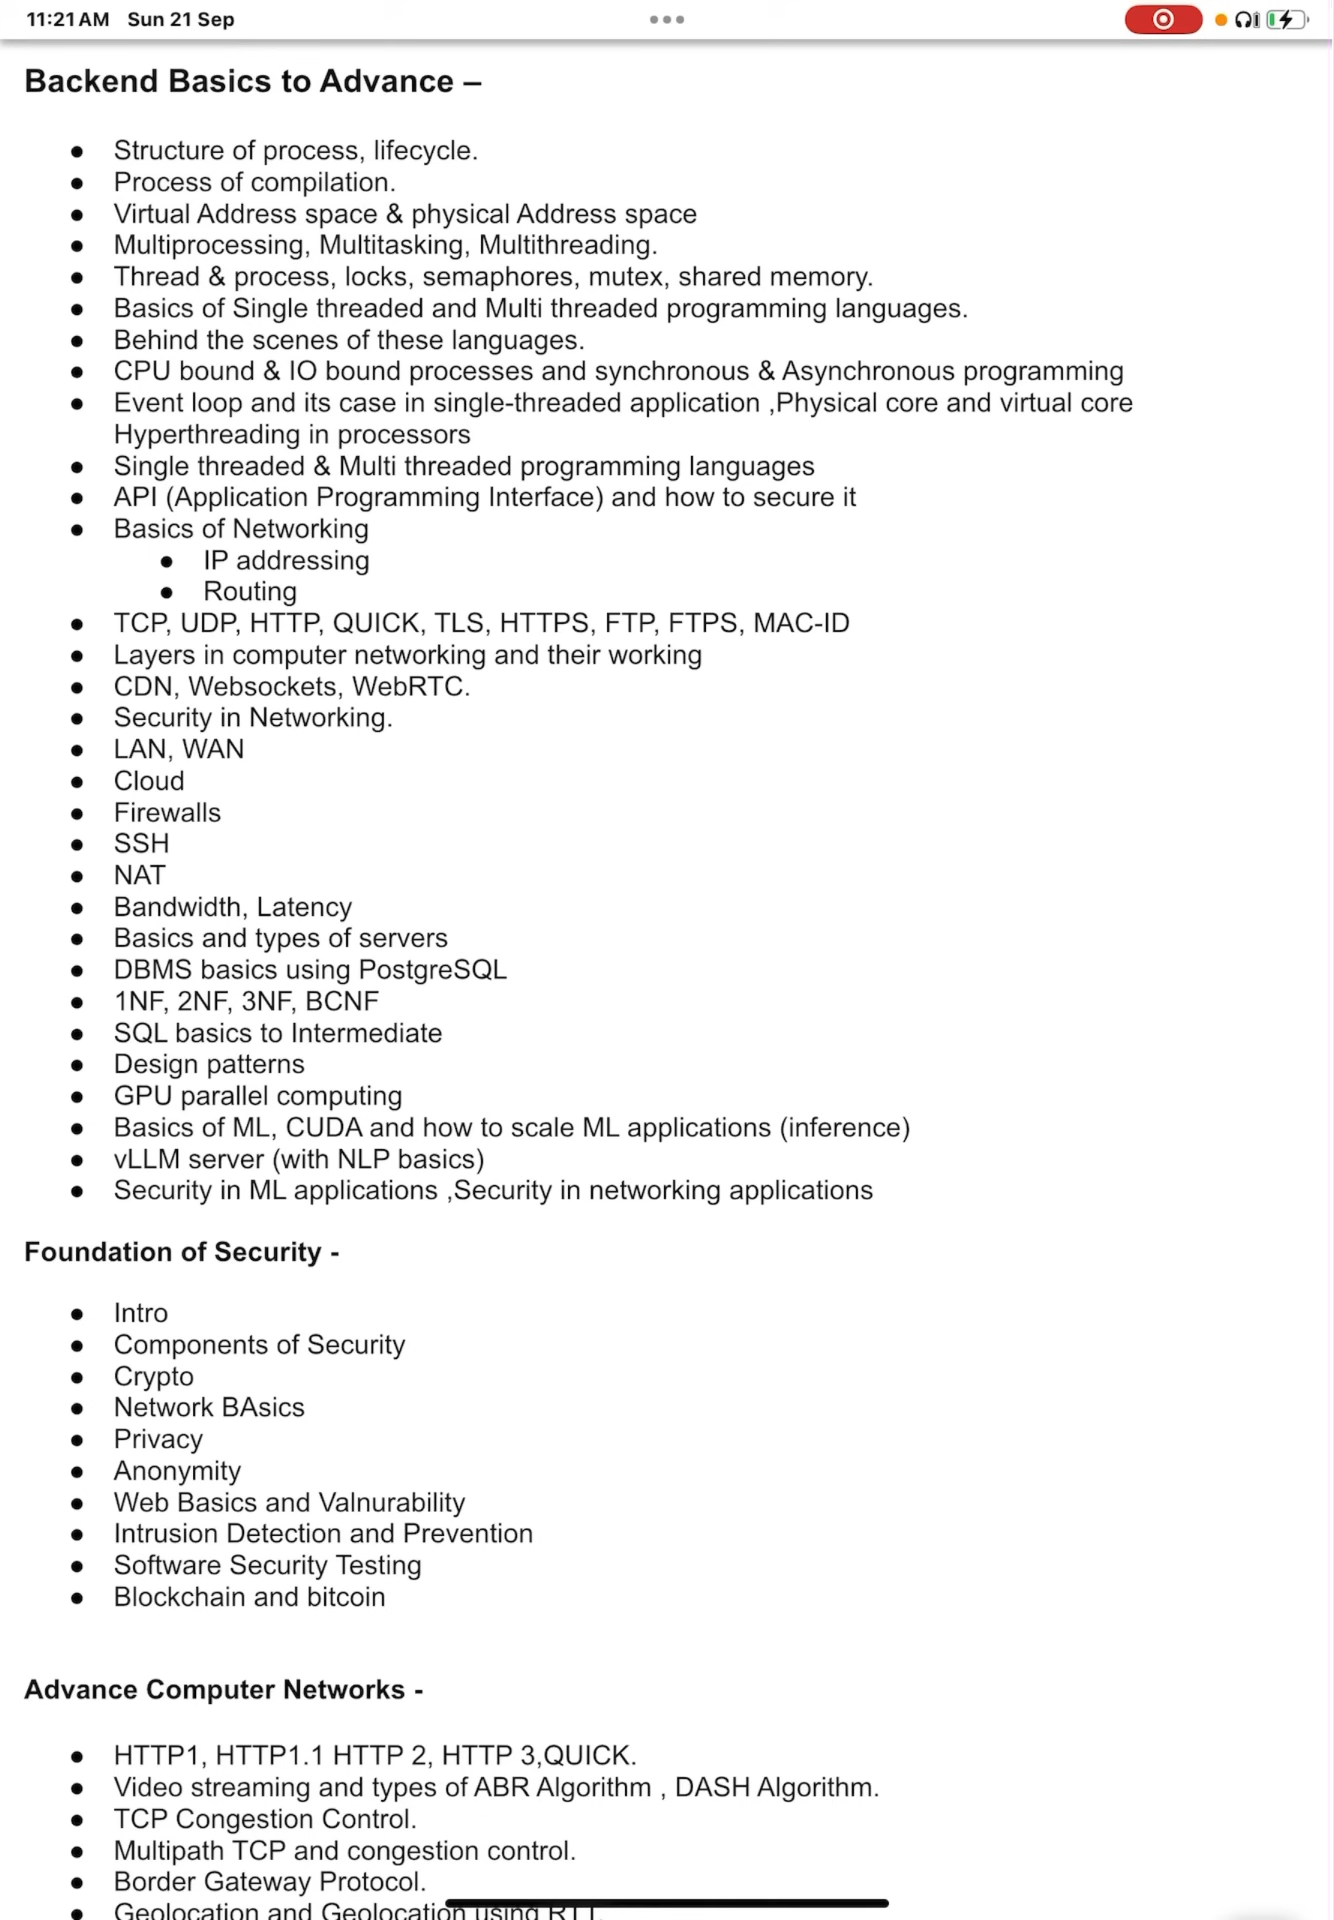 11:21 AM Sun 21 Sep
Backend Basics to Advance –
● Structure of process, lifecycle.
● Process of compilation.
● Virtual Address space & physical Address space
● Multiprocessing, Multitasking, Multithreading.
● Thread & process, locks, semaphores, mutex, shared memory.
● Basics of Single threaded and Multi threaded programming languages.
● Behind the scenes of these languages.
● CPU bound & IO bound processes and synchronous & Asynchronous programming
● Event loop and its case in single-threaded application ,Physical core and virtual core
Hyperthreading in processors
● Single threaded & Multi threaded programming languages
● API (Application Programming Interface) and how to secure it
● Basics of Networking
● IP addressing
● Routing
● TCP, UDP, HTTP, QUICK, TLS, HTTPS, FTP, FTPS, MAC-ID
● Layers in computer networking and their working
● CDN, Websockets, WebRTC.
● Security in Networking.
● LAN, WAN
● Cloud
● Firewalls
● SSH
● NAT
● Bandwidth, Latency
● Basics and types of servers
● DBMS basics using PostgreSQL
● 1NF, 2NF, 3NF, BCNF
● SQL basics to Intermediate
● Design patterns
● GPU parallel computing
● Basics of ML, CUDA and how to scale ML applications (inference)
● vLLM server (with NLP basics)
● Security in ML applications ,Security in networking applications
Foundation of Security -
● Intro
● Components of Security
● Crypto
● Network BAsics
● Privacy
● Anonymity
● Web Basics and Valnurability
● Intrusion Detection and Prevention
● Software Security Testing
● Blockchain and bitcoin
Advance Computer Networks -
● HTTP1, HTTP1.1 HTTP 2, HTTP 3,QUICK.
● Video streaming and types of ABR Algorithm , DASH Algorithm.
● TCP Congestion Control.
● Multipath TCP and congestion control.
● Border Gateway Protocol.
● Geolocation and Geolocation using RTT.